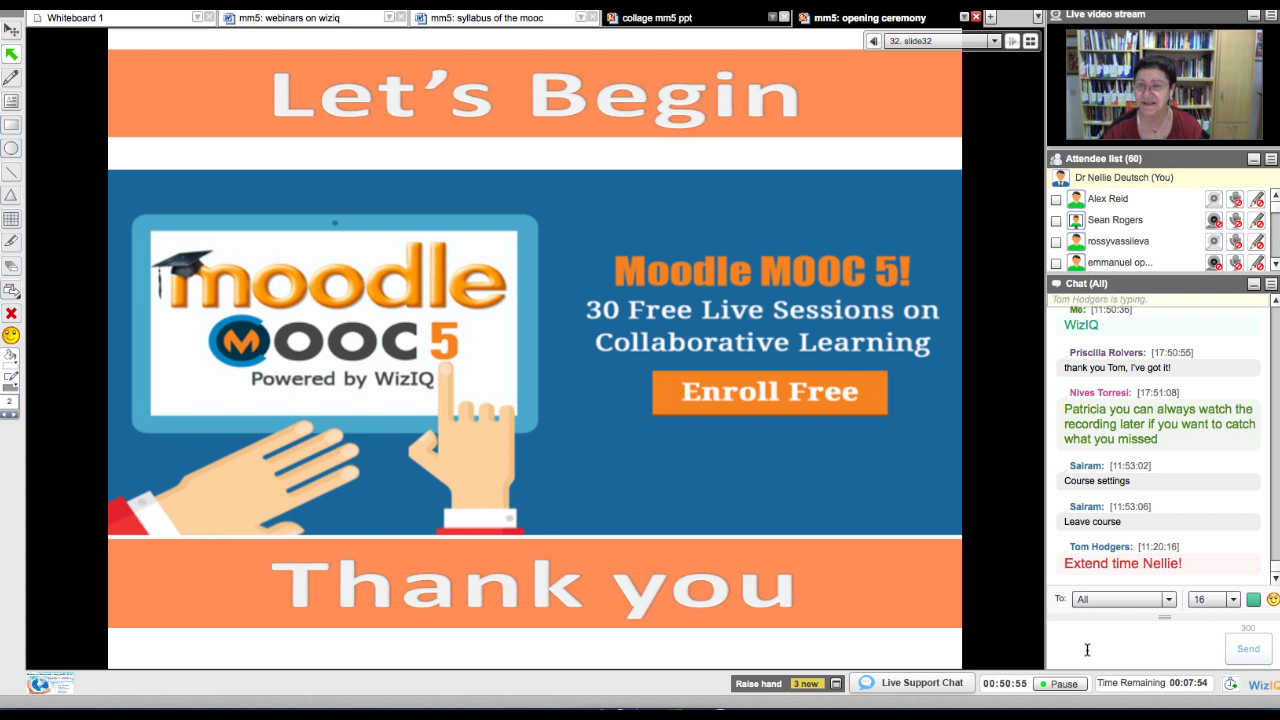 Whiteboard 1
mm5: webinars on wiziq
mm5: syllabus of the mooc
collage mm5 ppt
mm5: opening ceremony
Live video stream
32. slide32
Let's Begin
moodle
MOOC 5
Powered by WizIQ
Moodle MOOC 5!
30 Free Live Sessions on
Collaborative Learning
Enroll Free
Thank you
2
Attendee list (60)
Dr Nellie Deutsch (You)
Alex Reid
Sean Rogers
rossyvassileva
emmanuel op...
Chat (All)
Tom Hodgers is typing.
Me: [11:50:36]
WizIQ
Priscilla Rolvers: [17:50:55]
thank you Tom, I've got it!
Nives Torresi: [17:51:08]
Patricia you can always watch the
recording later if you want to catch
what you missed
Sairam: [11:53:02]
Course settings
Sairam: [11:53:06]
Leave course
Tom Hodgers: [11:20:16]
Extend time Nellie!
To: All 16
300
Send
Raise hand 3 new
Live Support Chat
00:50:55
Pause
Time Remaining 00:07:54
WizIQ